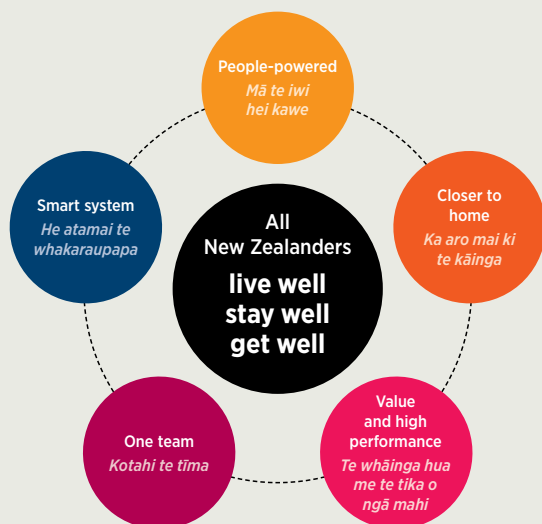 People-powered
Mā te iwi
hei kawe
Smart system
He atamai te
whakaraupapa
All
New Zealanders
live well
stay well
get well
Closer to
home
Ka aro mai ki
te kāinga
One team
Kotahi te tīma
Value
and high
performance
Te whāinga hua
me te tika o
ngā mahi